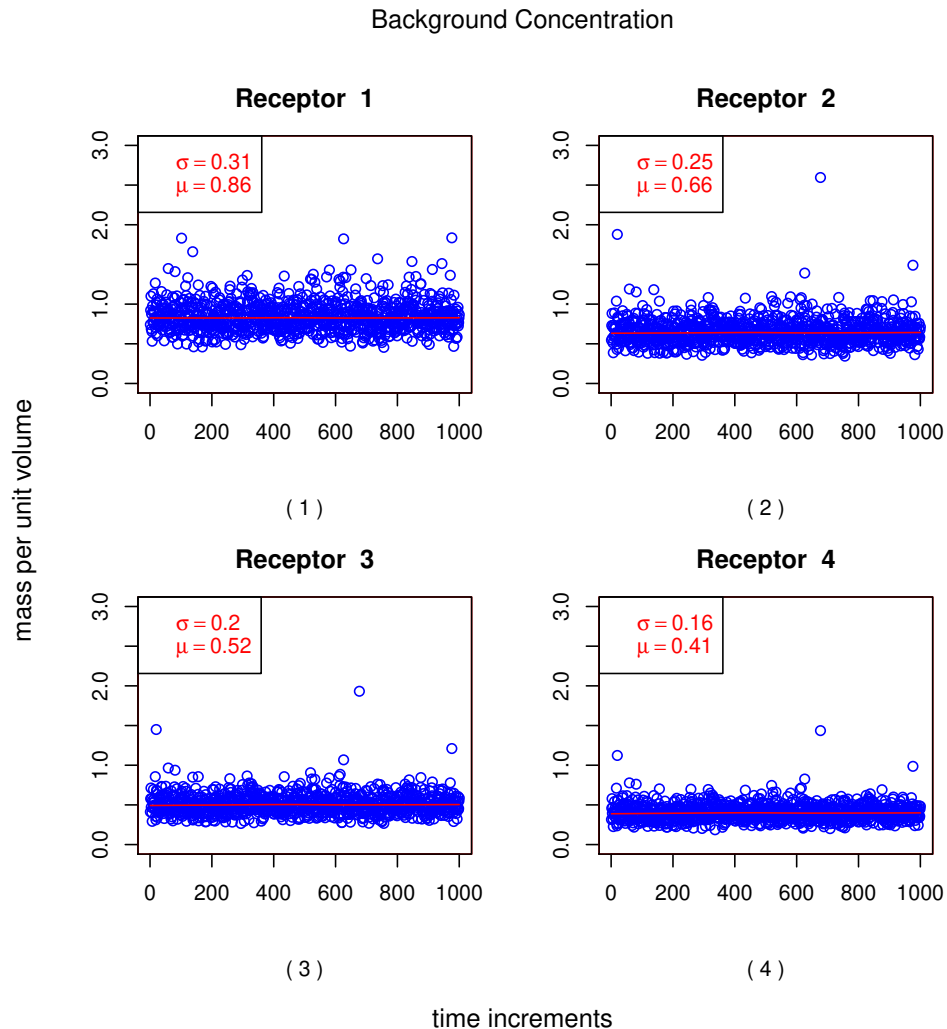 Background Concentration
Receptor 1
σ = 0.31
μ = 0.86
3.0
2.0
1.0
0.0
0 200 400 600 800 1000
( 1 )
Receptor 2
σ = 0.25
μ = 0.66
3.0
2.0
1.0
0.0
0 200 400 600 800 1000
( 2 )
mass per unit volume
Receptor 3
σ = 0.2
μ = 0.52
3.0
2.0
1.0
0.0
0 200 400 600 800 1000
( 3 )
Receptor 4
σ = 0.16
μ = 0.41
3.0
2.0
1.0
0.0
0 200 400 600 800 1000
( 4 )
time increments